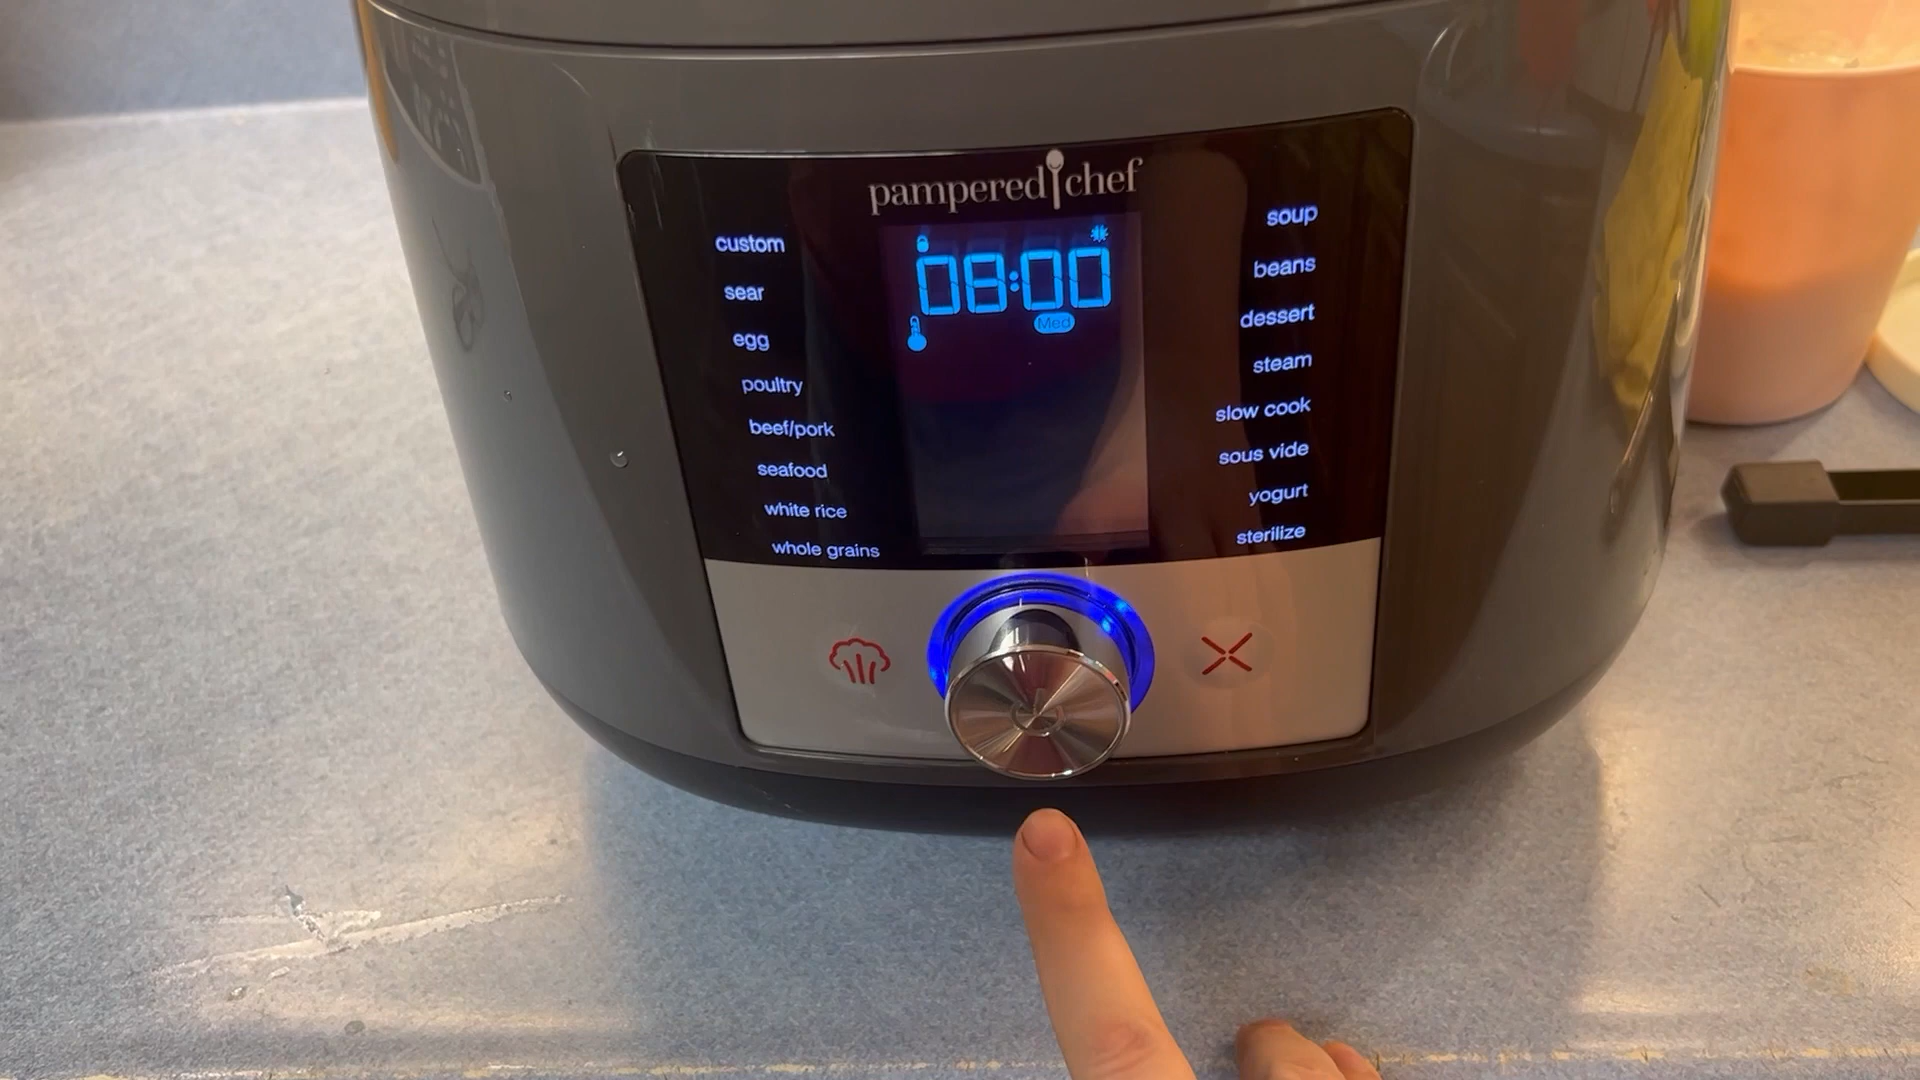 pampered chef
custom
sear
egg
poultry
beef/pork
seafood
white rice
whole grains
08:00
Med
soup
beans
dessert
steam
slow cook
sous vide
yogurt
sterilize